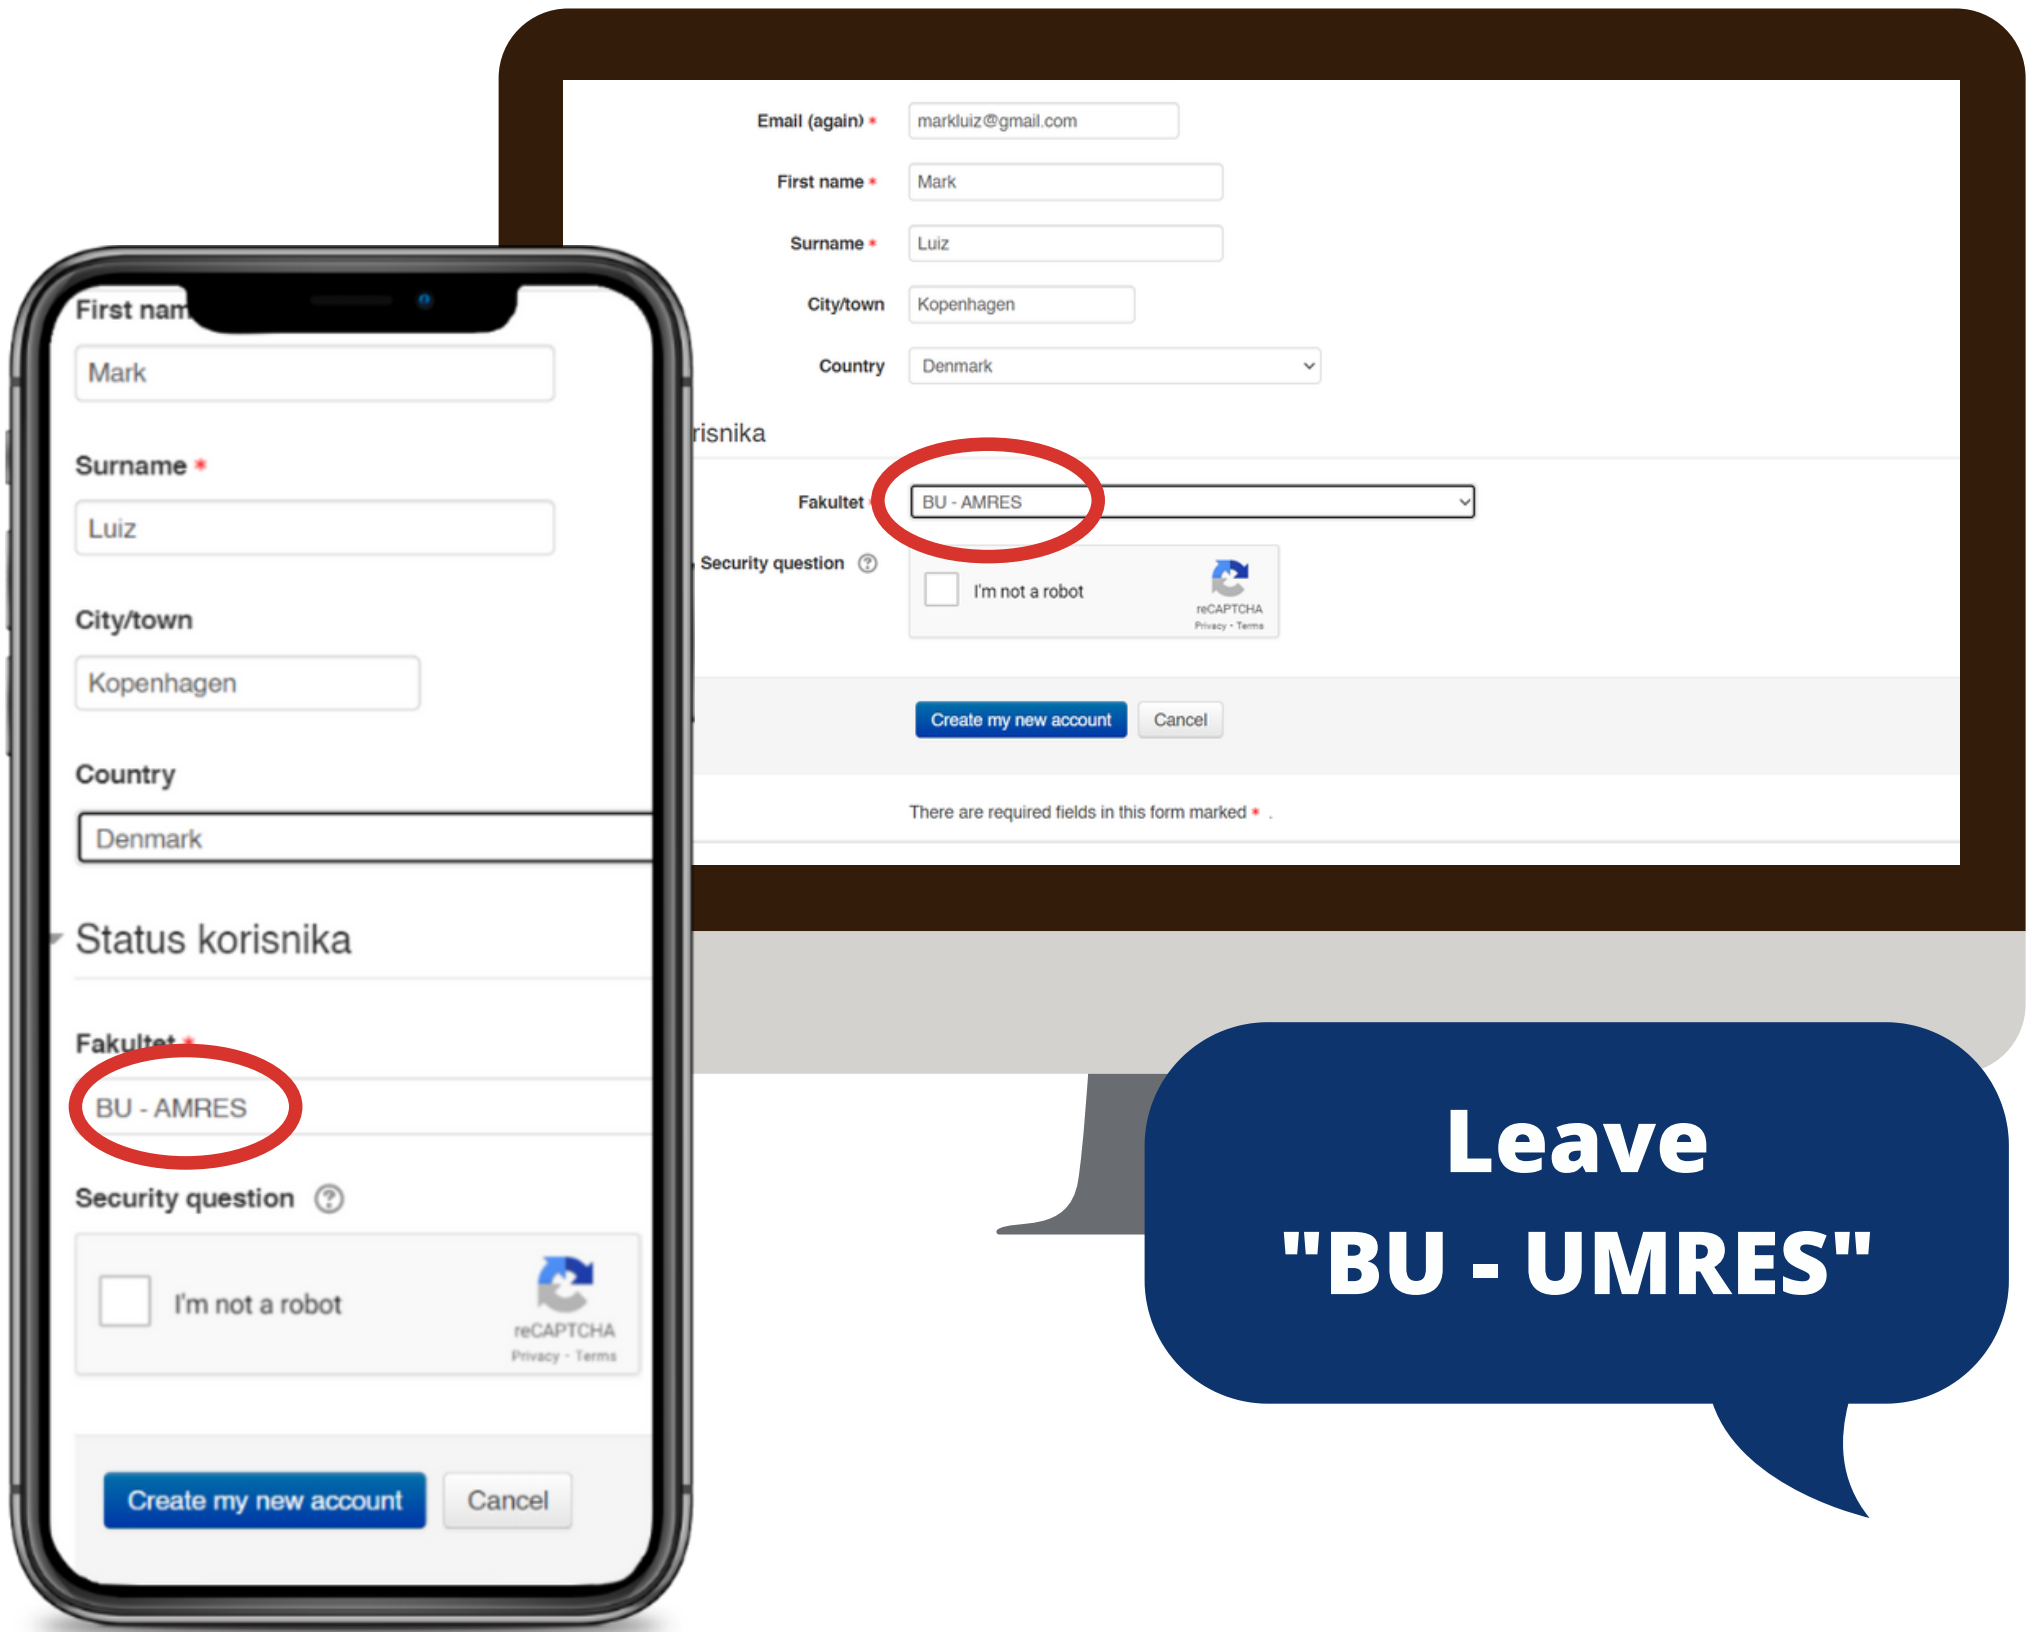 Email (again) *
markluiz@gmail.com
First name *
Mark
Surname *
Luiz
City/town
Kopenhagen
Country
Denmark
risnika
Fakultet
BU - AMRES
Security question ?
I'm not a robot
reCAPTCHA
Privacy - Terms
Create my new account
Cancel
There are required fields in this form marked * .
First nam
Mark
Surname *
Luiz
City/town
Kopenhagen
Country
Denmark
Status korisnika
Fakultet *
BU - AMRES
Security question ?
I'm not a robot
reCAPTCHA
Privacy - Terms
Create my new account
Cancel
Leave
"BU - UMRES"